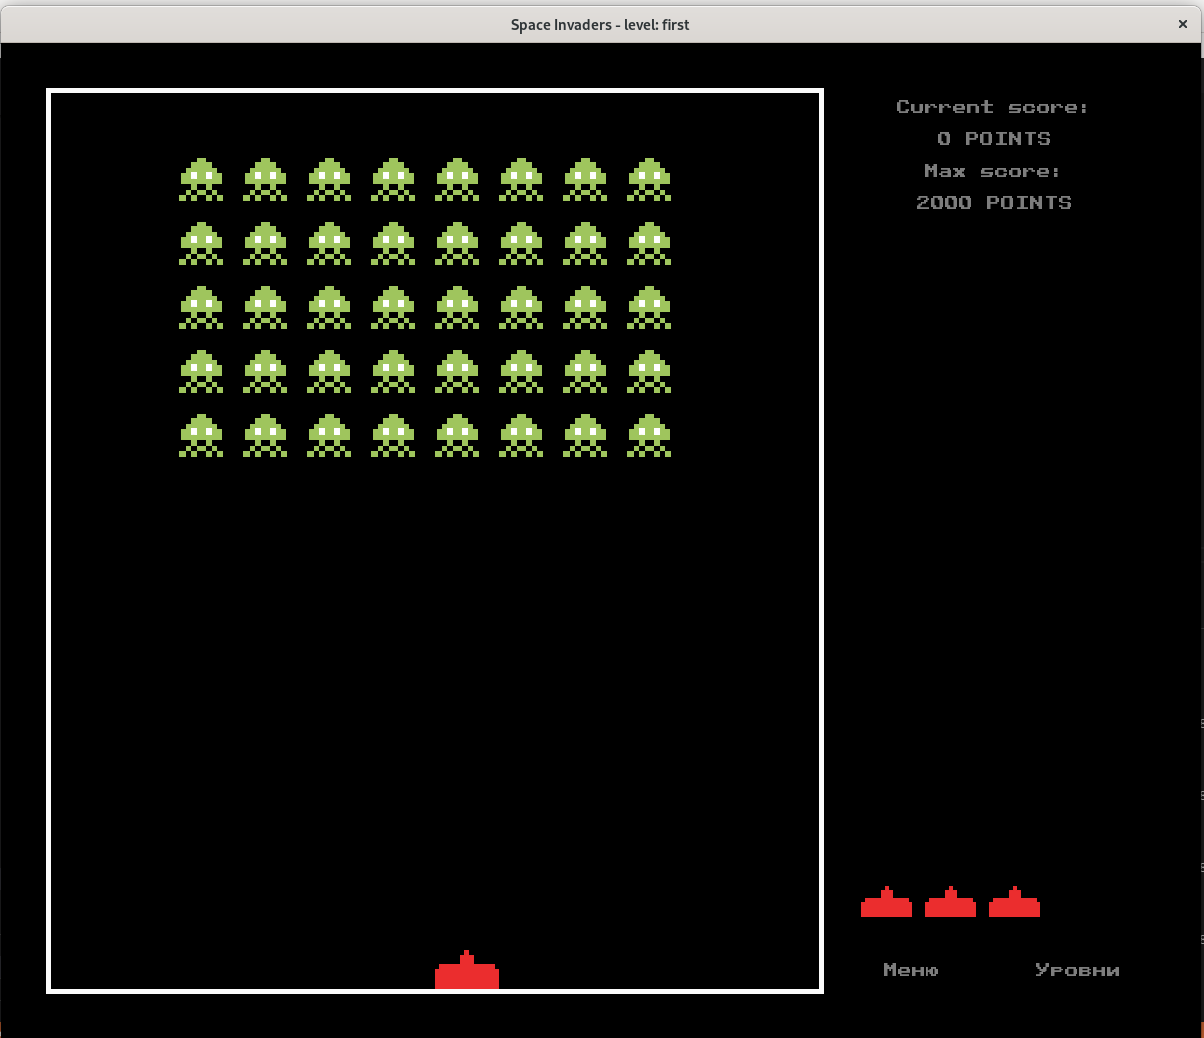 Space Invaders - level: first
Current score:
0 POINTS
Max score:
2000 POINTS
Меню
Уровни